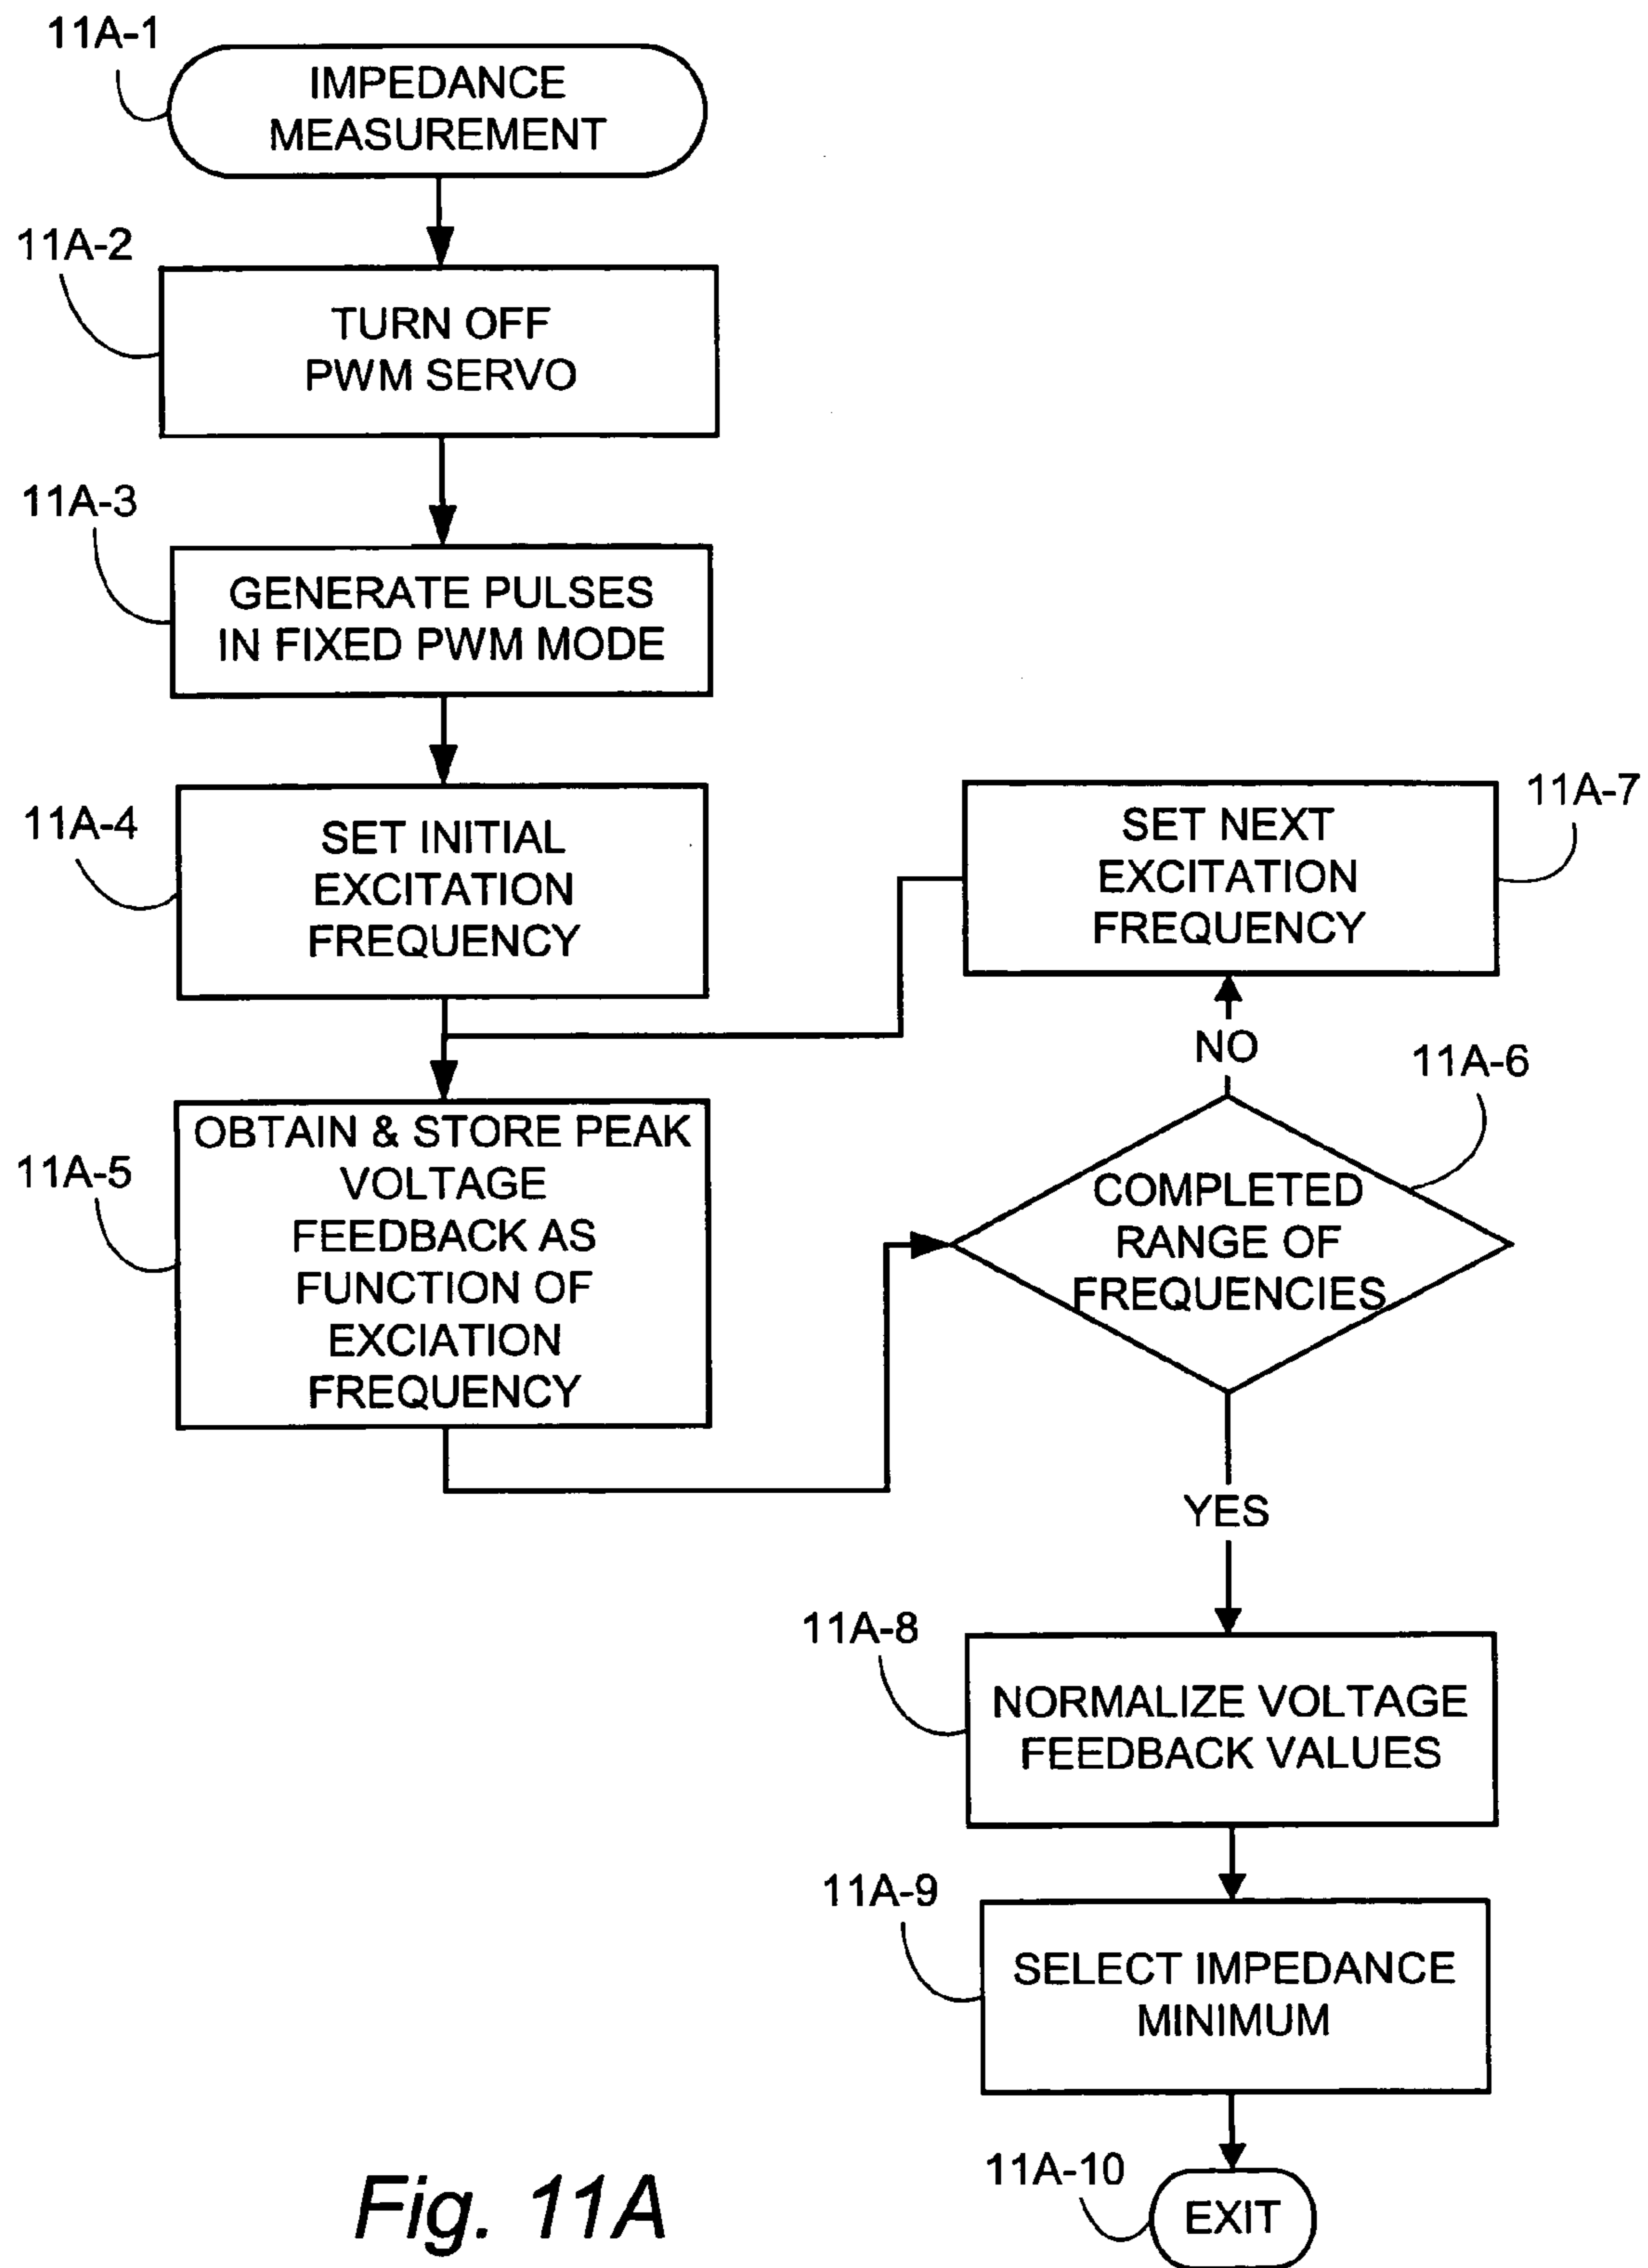 11A-1
IMPEDANCE
MEASUREMENT
11A-2
TURN OFF
PWM SERVO
11A-3
GENERATE PULSES
IN FIXED PWM MODE
11A-4
SET INITIAL
EXCITATION
FREQUENCY
11A-7
SET NEXT
EXCITATION
FREQUENCY
NO
11A-5
OBTAIN & STORE PEAK
VOLTAGE
FEEDBACK AS
FUNCTION OF
EXCIATION
FREQUENCY
11A-6
COMPLETED
RANGE OF
FREQUENCIES
YES
11A-8
NORMALIZE VOLTAGE
FEEDBACK VALUES
11A-9
SELECT IMPEDANCE
MINIMUM
11A-10
EXIT
Fig. 11A